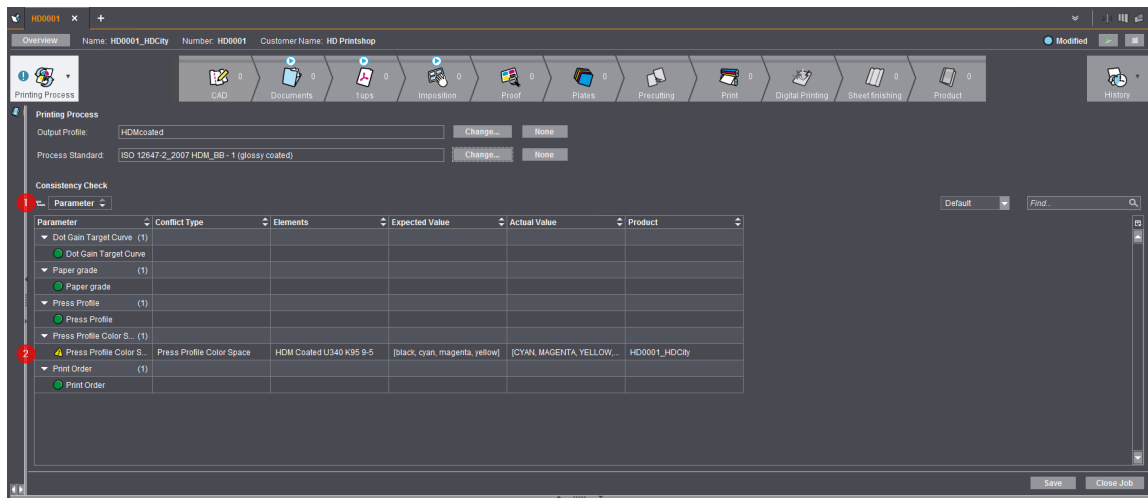 HD0001
Overview Name: HD0001_HDCity Number: HD0001 Customer Name: HD Printshop Modified
Printing Process
CAD 0
Documents 0
1ups 0
Imposition 0
Proof 0
Plates 0
Precutting
Print 0
Digital Printing
Sheet finishing 0
Product 0
History
Printing Process
Output Profile: HDMcoated Change... None
Process Standard: ISO 12647-2_2007 HDM_BB - 1 (glossy coated) Change... None
Consistency Check
1 Parameter Default Find...
Parameter Conflict Type Elements Expected Value Actual Value Product
Dot Gain Target Curve (1)
Dot Gain Target Curve
Paper grade (1)
Paper grade
Press Profile (1)
Press Profile
Press Profile Color S... (1)
2 Press Profile Color S... Press Profile Color Space HDM Coated U340 K95 9-5 [black, cyan, magenta, yellow] [CYAN, MAGENTA, YELLOW,... HD0001_HDCity
Print Order (1)
Print Order
Save Close Job